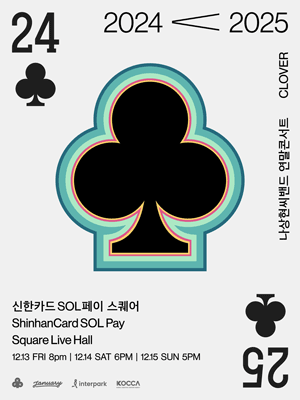 24
2024 < 2025
CLOVER
나상현씨밴드 연말콘서트
신한카드 SOL페이 스퀘어
ShinhanCard SOL Pay
Square Live Hall
12.13 FRI 8pm | 12.14 SAT 6PM | 12.15 SUN 5PM
25
January
interpark
KOCCA